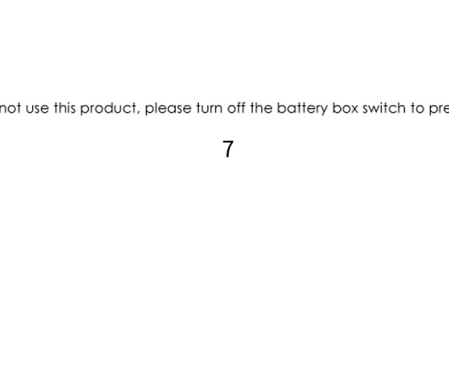 not use this product, please turn off the battery box switch to pre
7